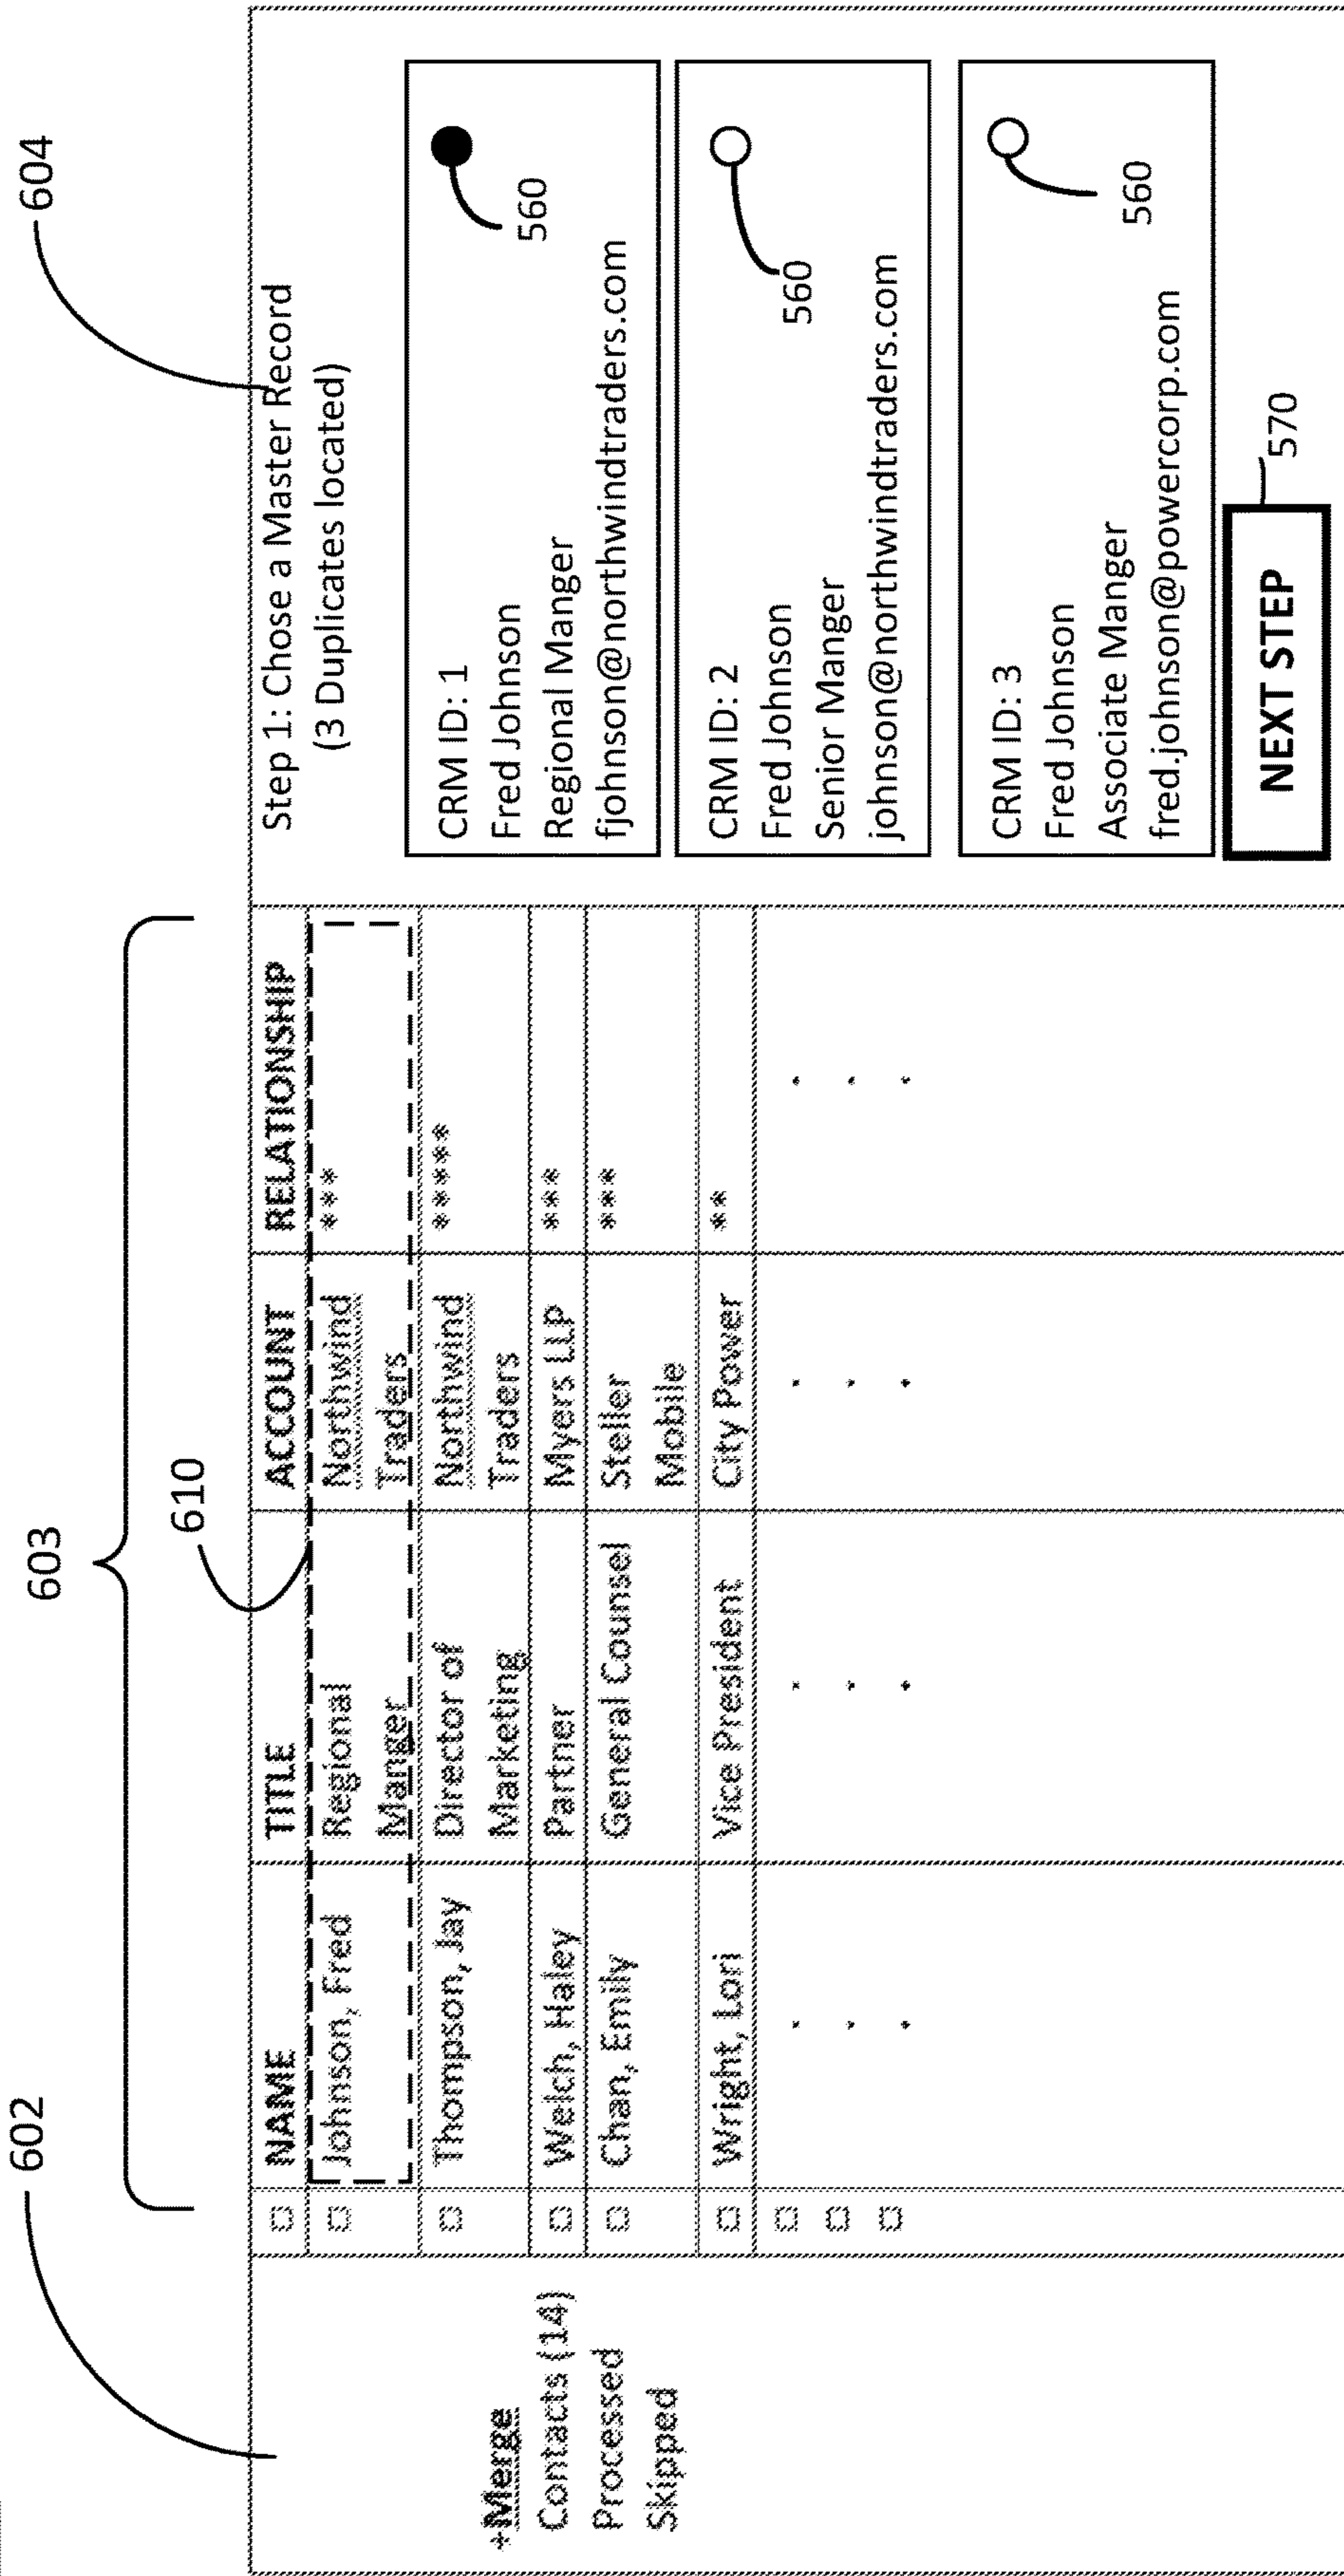 602
603
604
610
+Merge
Contacts (14)
Processed
Skipped
NAME TITLE ACCOUNT RELATIONSHIP
Johnson, Fred Regional Northwind ***
Manger Traders
Thompson, Jay Director of Northwind *****
Marketing Traders
Welch, Haley Partner Myers LLP ***
Chan, Emily General Counsel Steller ***
Mobile
Wright, Lori Vice President City Power **
Step 1: Chose a Master Record
(3 Duplicates located)
CRM ID: 1
Fred Johnson
Regional Manger
fjohnson@northwindtraders.com
560
CRM ID: 2
Fred Johnson
Senior Manger
johnson@northwindtraders.com
560
CRM ID: 3
Fred Johnson
Associate Manger
fred.johnson@powercorp.com
560
NEXT STEP
570